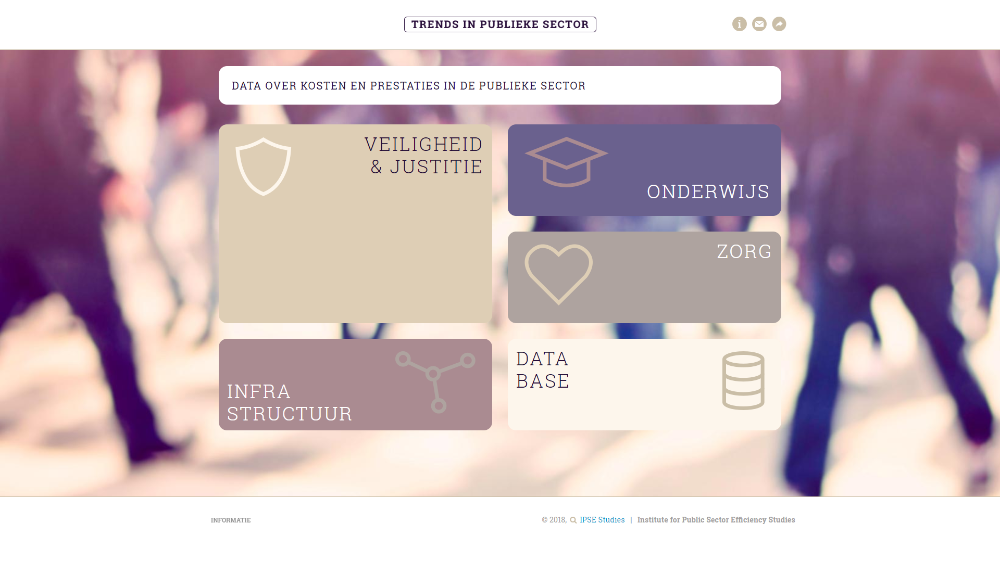 TRENDS IN PUBLIEKE SECTOR
DATA OVER KOSTEN EN PRESTATIES IN DE PUBLIEKE SECTOR
VEILIGHEID
& JUSTITIE
ONDERWIJS
ZORG
INFRA
STRUCTUUR
DATA
BASE
INFORMATIE
© 2018, IPSE Studies | Institute for Public Sector Efficiency Studies